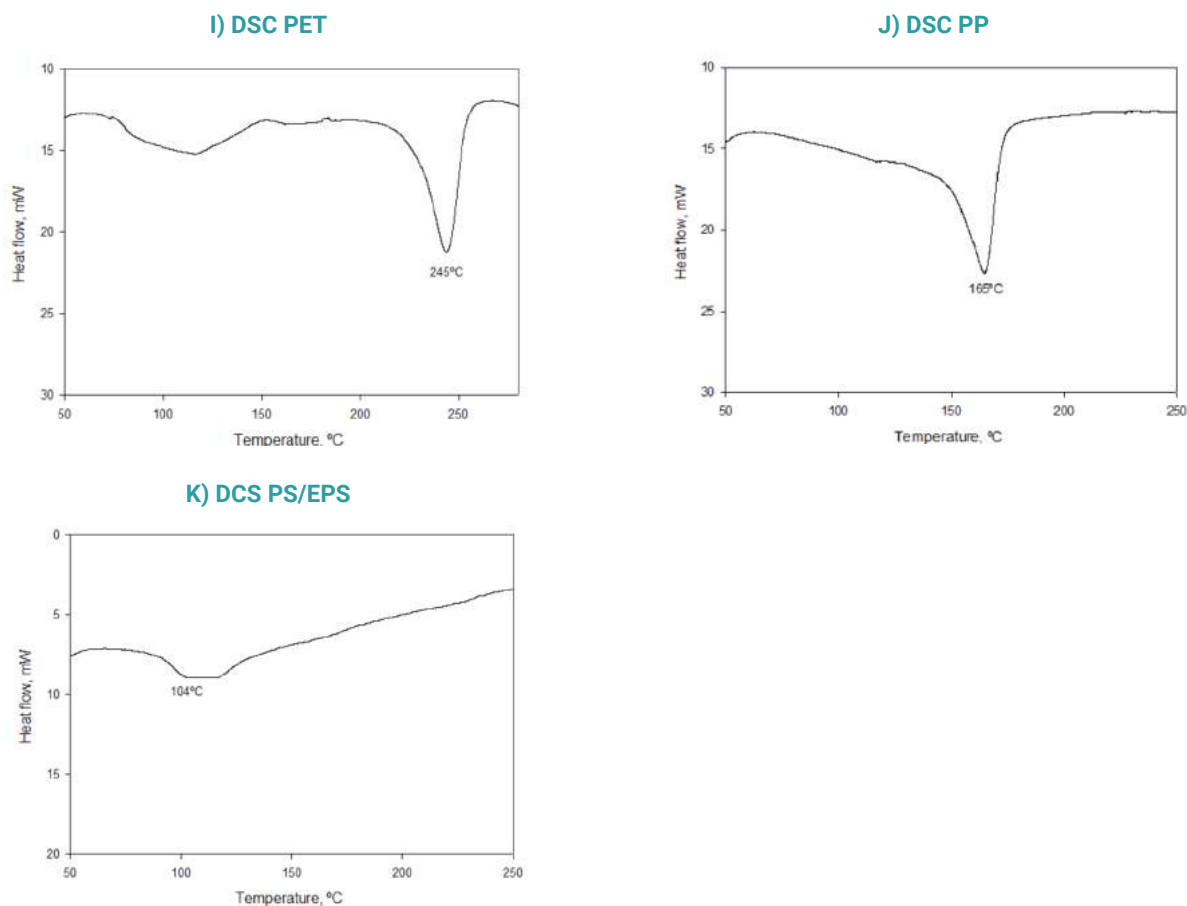 I) DSC PET
10
15
20
25
30
Heat flow, mW
245ºC
50 100 150 200 250
Temperature, ºC
J) DSC PP
10
15
20
25
30
Heat flow, mW
165ºC
50 100 150 200 250
Temperature, ºC
K) DCS PS/EPS
0
5
10
15
20
Heat flow, mW
104ºC
50 100 150 200 250
Temperature, ºC